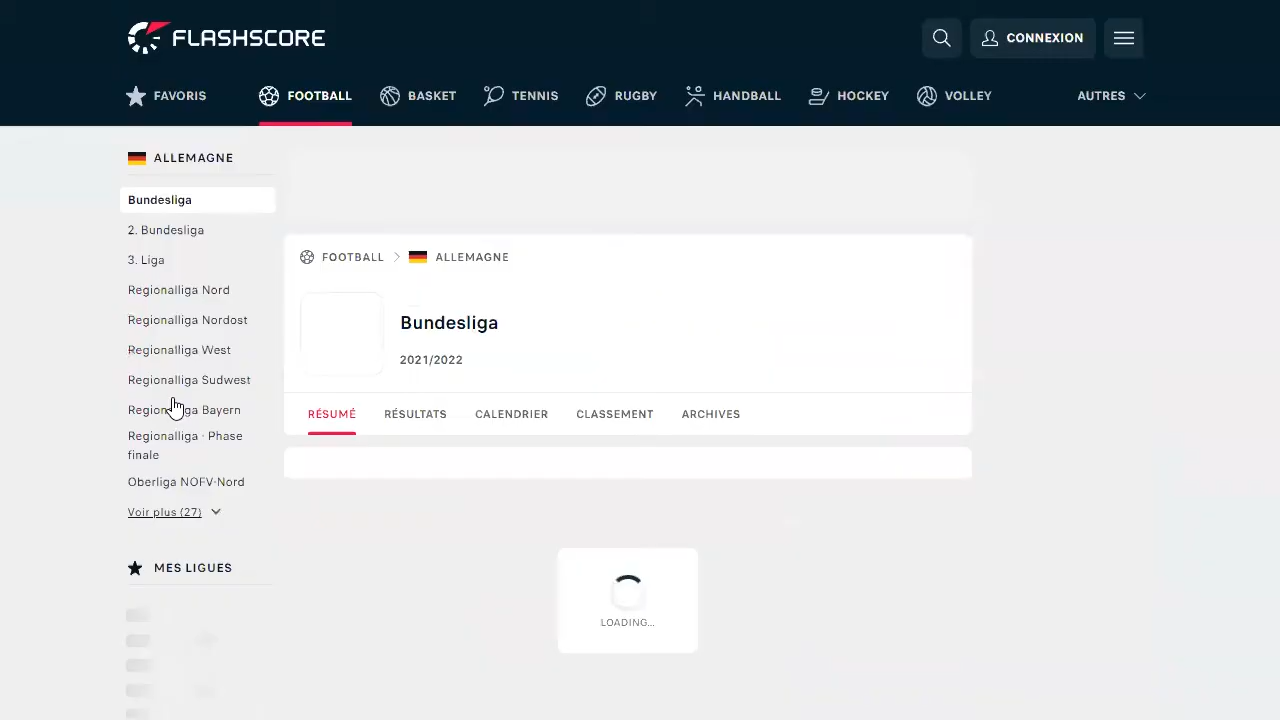 FLASHSCORE
CONNEXION
FAVORIS
FOOTBALL
BASKET
TENNIS
RUGBY
HANDBALL
HOCKEY
VOLLEY
AUTRES
ALLEMAGNE
Bundesliga
2. Bundesliga
3. Liga
Regionalliga Nord
Regionalliga Nordost
Regionalliga West
Regionalliga Sudwest
Regionalliga Bayern
Regionalliga - Phase
finale
Oberliga NOFV-Nord
Voir plus (27)
MES LIGUES
FOOTBALL
ALLEMAGNE
Bundesliga
2021/2022
RÉSUMÉ
RÉSULTATS
CALENDRIER
CLASSEMENT
ARCHIVES
LOADING...